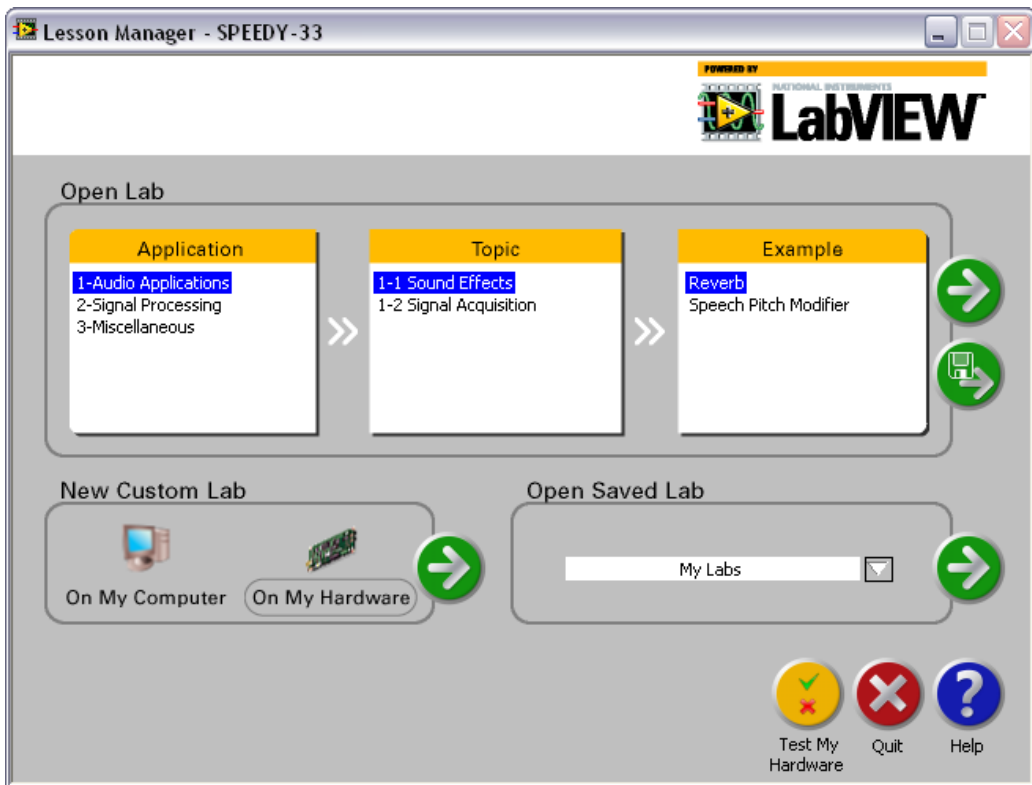 Lesson Manager - SPEEDY-33
POWERED BY
NATIONAL INSTRUMENTS
LabVIEW
Open Lab
Application
Topic
Example
1-Audio Applications
2-Signal Processing
3-Miscellaneous
1-1 Sound Effects
1-2 Signal Acquisition
Reverb
Speech Pitch Modifier
New Custom Lab
On My Computer
On My Hardware
Open Saved Lab
My Labs
Test My
Hardware
Quit
Help